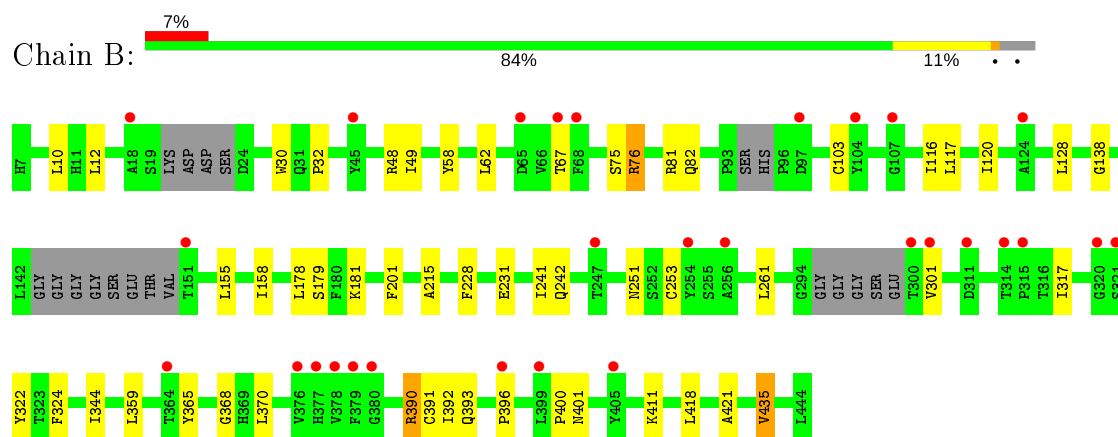 7%
Chain B:
84% 11% • •
H7 L10 H11 L12 A18 S19 LYS ASP ASP SER D24 W30 Q31 P32 Y45 R48 I49 Y58 L62 D65 V66 T67 F68 S75 R76 R81 Q82 P93 SER HIS P96 D97 C103 Y104 G107 I116 L117 I120 A124 L128 G138
L142 GLY GLY GLY GLY SER GLU THR VAL T151 L155 I158 L178 S179 F180 K181 F201 A215 F228 E231 I241 Q242 T247 N251 S252 C253 Y254 S255 A256 L261 G294 GLY GLY GLY SER GLU T300 V301 D311 T314 P315 T316 I317 G320 S321
Y322 T323 F324 I344 L359 T364 Y365 G368 H369 L370 V376 H377 V378 F379 G380 R390 C391 I392 Q393 P396 L399 P400 N401 Y405 K411 L418 A421 V435 L444